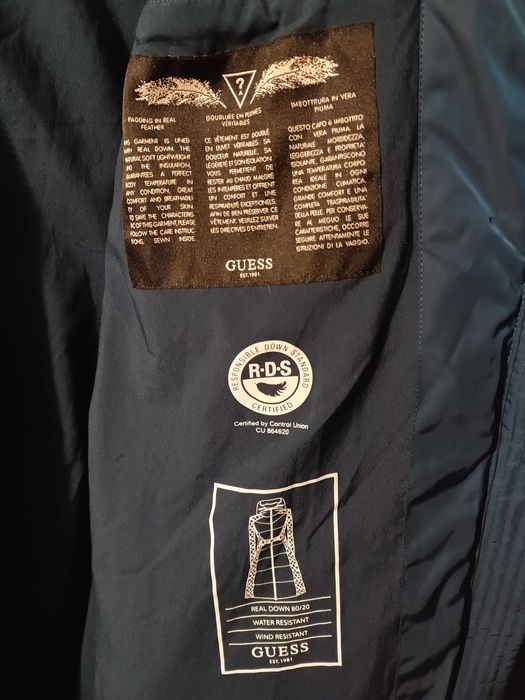 ?
PADDING IN REAL
FEATHER
THIS GARMENT IS LINED
WITH REAL DOWN. THE
NATURAL SOFT LIGHTWEIGHT
TO THE INSULATION,
GUARANTEES A PERFECT
BODY TEMPERATURE IN
ANY CONDITION, GREAT
COMFORT AND BREATHABILI-
OF YOUR SKIN.
TO SAVE THE CHARACTERIS
IC OF THIS GARMENT PLEASE
FOLLOW THE CARE INSTRUC
IONS, SEWN INSIDE.
DOUBLURE EN PLUMES
VÉRITABLES
CE VÊTEMENT EST DOUBLÉ
EN DUVET VÉRITABLE. SA
DOUCEUR NATURELLE, SA
LÉGÈRETÉ ET SON ISOLATION
VOUS PERMETTENT DE
RESTER AU CHAUD MALGRÉ
LES INTEMPÉRIES ET OFFRENT
UN CONFORT ET UNE
RESPIRABILITÉ EXCEPTIONNELS.
AFIN DE BIEN PRÉSERVER CE
VÊTEMENT, VEUILLEZ SUIVRE
LES DIRECTIVES D'ENTRETIEN.
IMBOTTITURA IN VERA
PIUMA
QUESTO CAPO è IMBOTTITO
CON VERA PIUMA. LA
NATURALE MORBIDEZZA,
LEGGEREZZA E PROPRIETÀ
ISOLANTE, GARANTISCONO
UNA TEMPERATURA CORPO
REA IDEALE IN OGNI
CONDIZIONE CLIMATICA.
GRANDE COMFORT E UNA
COMPLETA TRASPIRABILITA'
DELLA PELLE. PER CONSERVA
RE AL MEGLIO LE SUE
CARATTERISTICHE, OCCORRE
SEGUIRE ATTENTAMENTE LE
ISTRUZIONI DI LAVAGGIO.
GUESS
EST.1981
RESPONSIBLE DOWN STANDARD
R·D·S
CERTIFIED
Certified by Control Union
CU 864620
REAL DOWN 80/20
WATER RESISTANT
WIND RESISTANT
GUESS
EST.1981